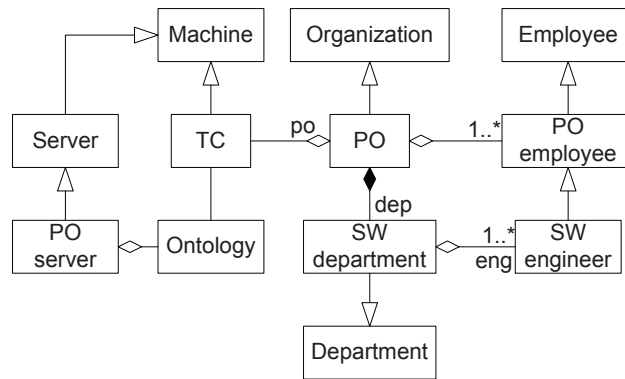 Machine
Organization
Employee
Server
TC
po
PO
1..*
PO
employee
dep
PO
server
Ontology
SW
department
1..*
eng
SW
engineer
Department